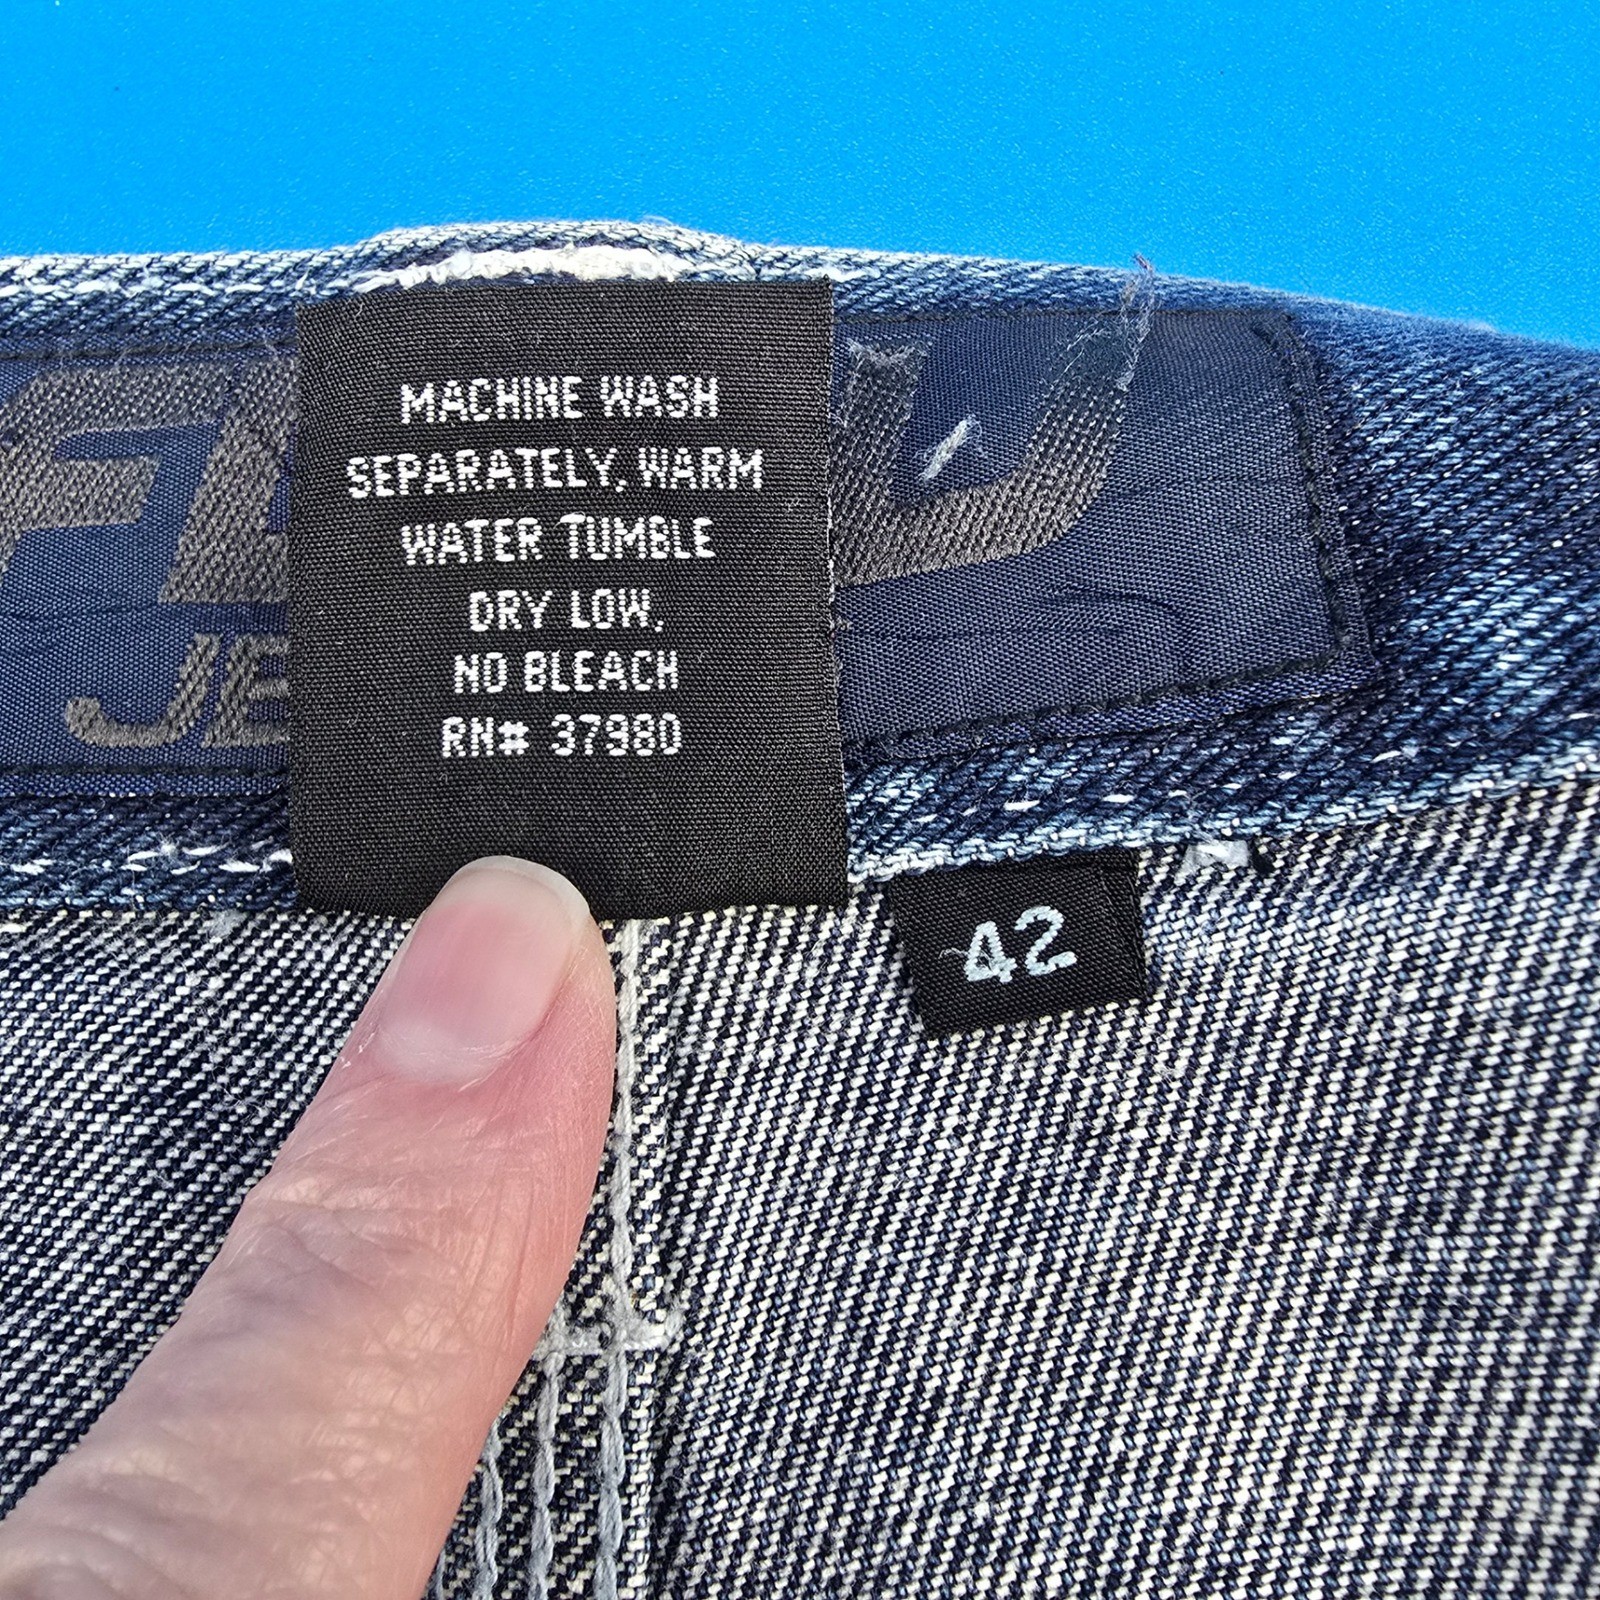 MACHINE WASH
SEPARATELY, WARM
WATER TUMBLE
DRY LOW,
NO BLEACH
RN# 37980
42